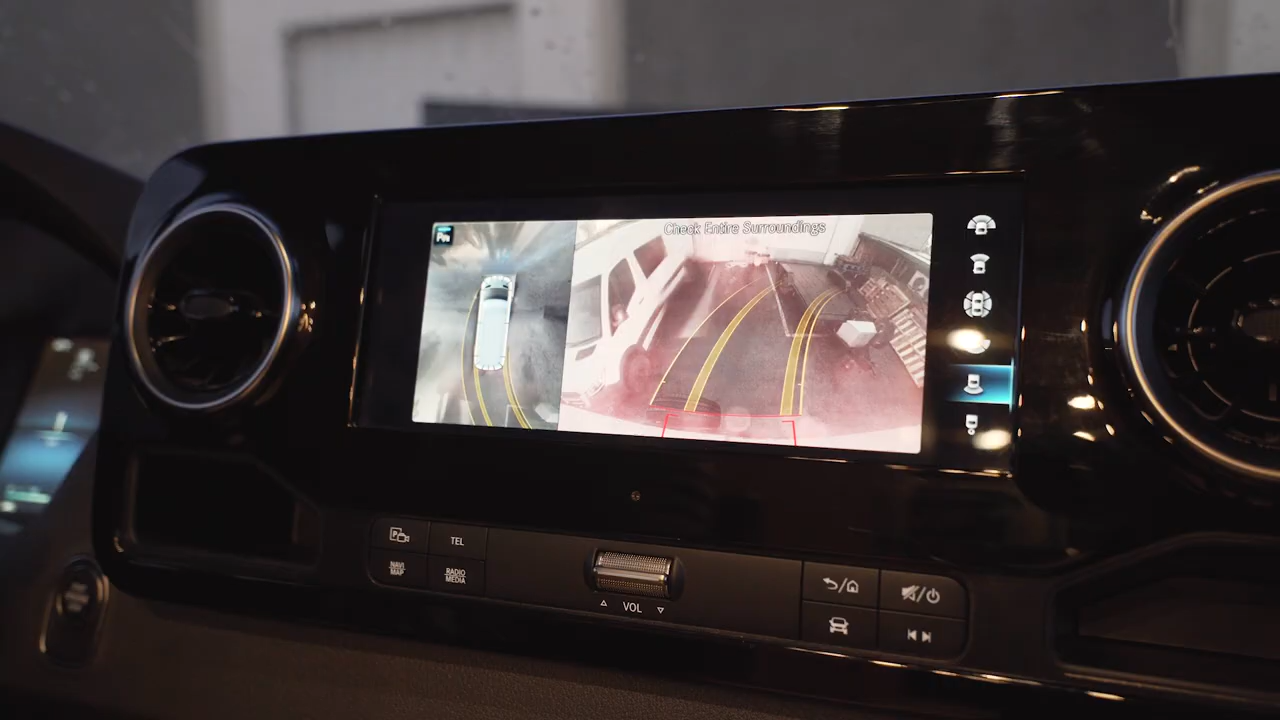 Check Entire Surroundings
TEL
NAVI
MAP
RADIO
MEDIA
VOL